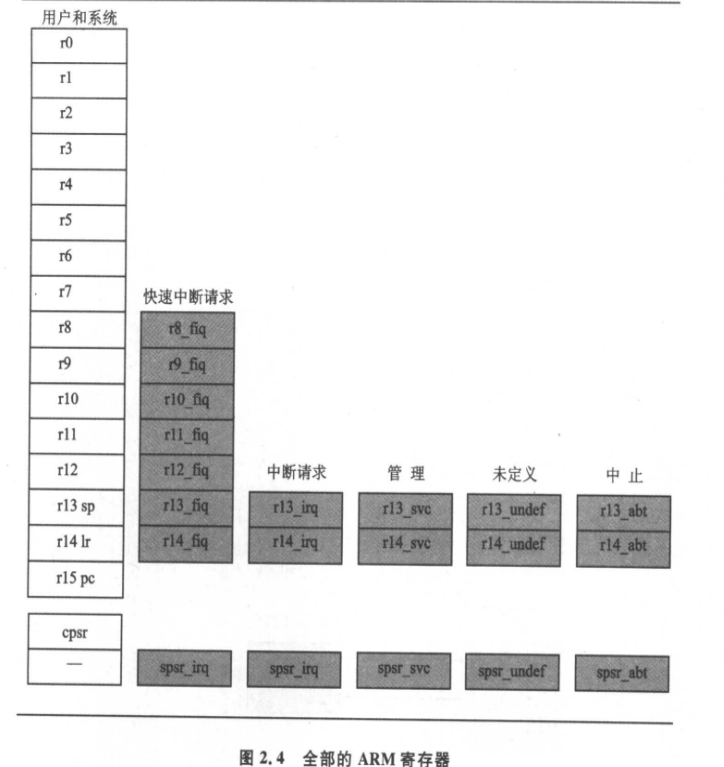 用户和系统
r0
r1
r2
r3
r4
r5
r6
r7 快速中断请求
r8 r8_fiq
r9 r9_fiq
r10 r10_fiq
r11 r11_fiq
r12 r12_fiq 中断请求 管 理 未定义 中 止
r13 sp r13_fiq r13_irq r13_svc r13_undef r13_abt
r14 lr r14_fiq r14_irq r14_svc r14_undef r14_abt
r15 pc
cpsr
— spsr_irq spsr_irq spsr_svc spsr_undef spsr_abt
图 2.4 全部的 ARM 寄存器